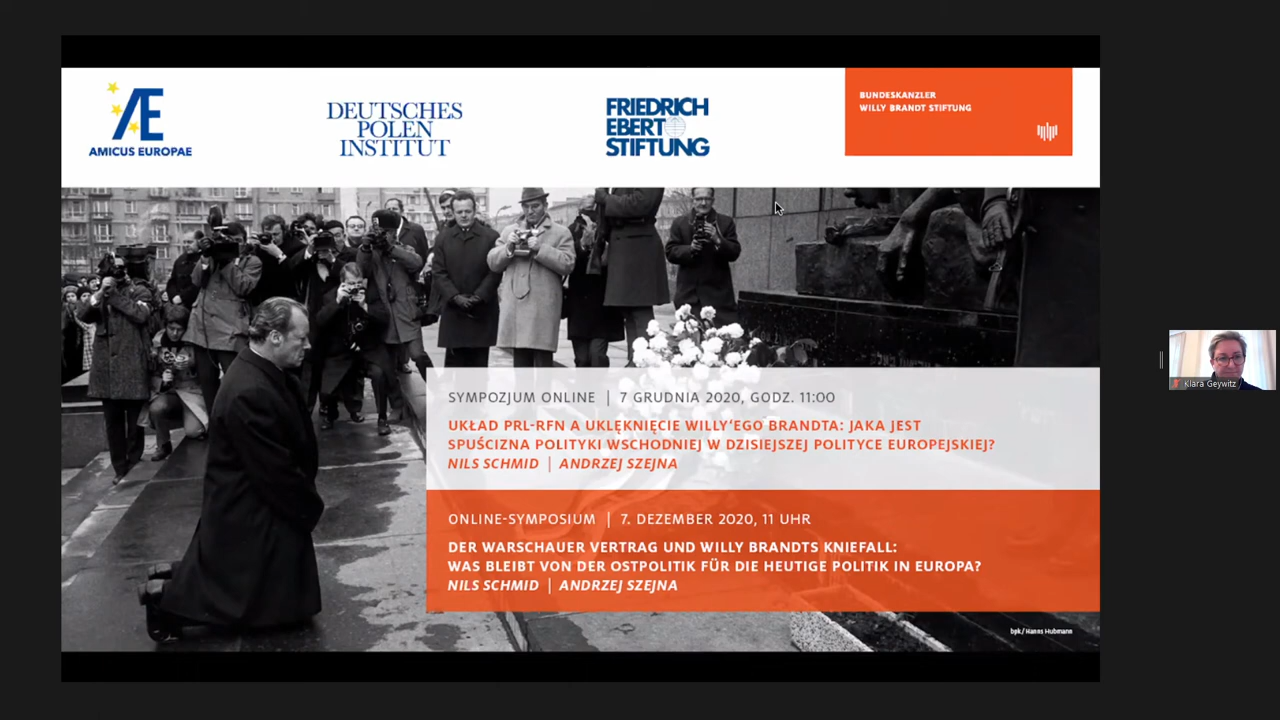 AMICUS EUROPAE
DEUTSCHES
POLEN
INSTITUT
FRIEDRICH
EBERT
STIFTUNG
BUNDESKANZLER
WILLY BRANDT STIFTUNG
SYMPOZJUM ONLINE | 7 GRUDNIA 2020, GODZ. 11:00
UKŁAD PRL-RFN A UKLĘKNIĘCIE WILLY'EGO BRANDTA: JAKA JEST
SPUŚCIZNA POLITYKI WSCHODNIEJ W DZISIEJSZEJ POLITYCE EUROPEJSKIEJ?
NILS SCHMID | ANDRZEJ SZEJNA
ONLINE-SYMPOSIUM | 7. DEZEMBER 2020, 11 UHR
DER WARSCHAUER VERTRAG UND WILLY BRANDTS KNIEFALL:
WAS BLEIBT VON DER OSTPOLITIK FÜR DIE HEUTIGE POLITIK IN EUROPA?
NILS SCHMID | ANDRZEJ SZEJNA
bpk/Hanns Hubmann
Klara Geywitz